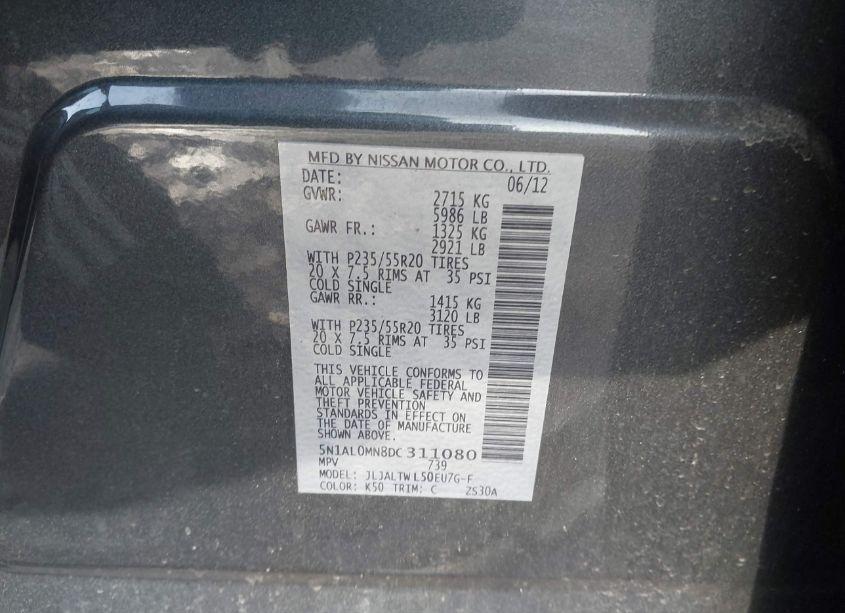 MFD BY NISSAN MOTOR CO., LTD.
DATE: 06/12
GVWR: 2715 KG
5986 LB
GAWR FR.: 1325 KG
2921 LB
WITH P235/55R20 TIRES
20 X 7.5 RIMS AT 35 PSI
COLD SINGLE
GAWR RR.: 1415 KG
3120 LB
WITH P235/55R20 TIRES
20 X 7.5 RIMS AT 35 PSI
COLD SINGLE
THIS VEHICLE CONFORMS TO
ALL APPLICABLE FEDERAL
MOTOR VEHICLE SAFETY AND
THEFT PREVENTION
STANDARDS IN EFFECT ON
THE DATE OF MANUFACTURE
SHOWN ABOVE.
5N1AL0MN8DC 311080
MPV 739
MODEL: JLJALTWL50EU7G-F
COLOR: K50 TRIM: C ZS30A